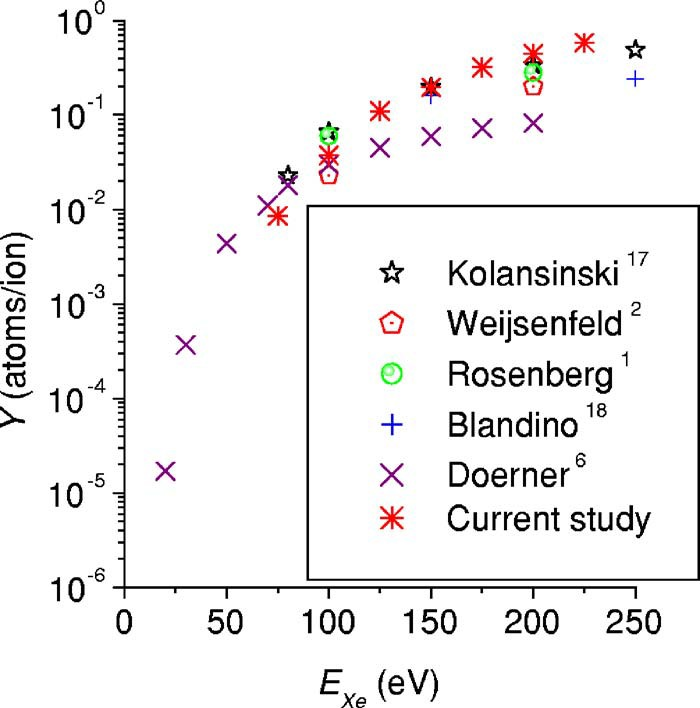 10^0
10^-1
10^-2
10^-3
10^-4
10^-5
10^-6
Y (atoms/ion)
Kolansinski 17
Weijsenfeld 2
Rosenberg 1
Blandino 18
Doerner 6
Current study
0 50 100 150 200 250
E_Xe (eV)